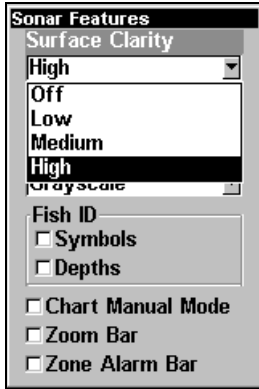 Sonar Features
Surface Clarity
High
Off
Low
Medium
High
Grayscale
Fish ID
Symbols
Depths
Chart Manual Mode
Zoom Bar
Zone Alarm Bar